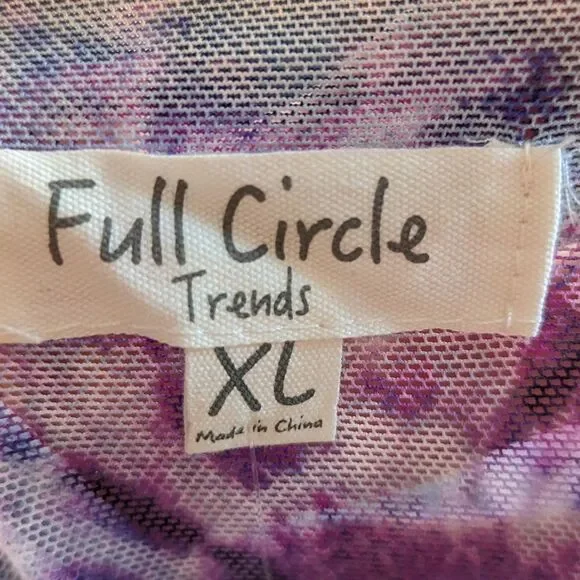 Full Circle
Trends
XL
Made in China